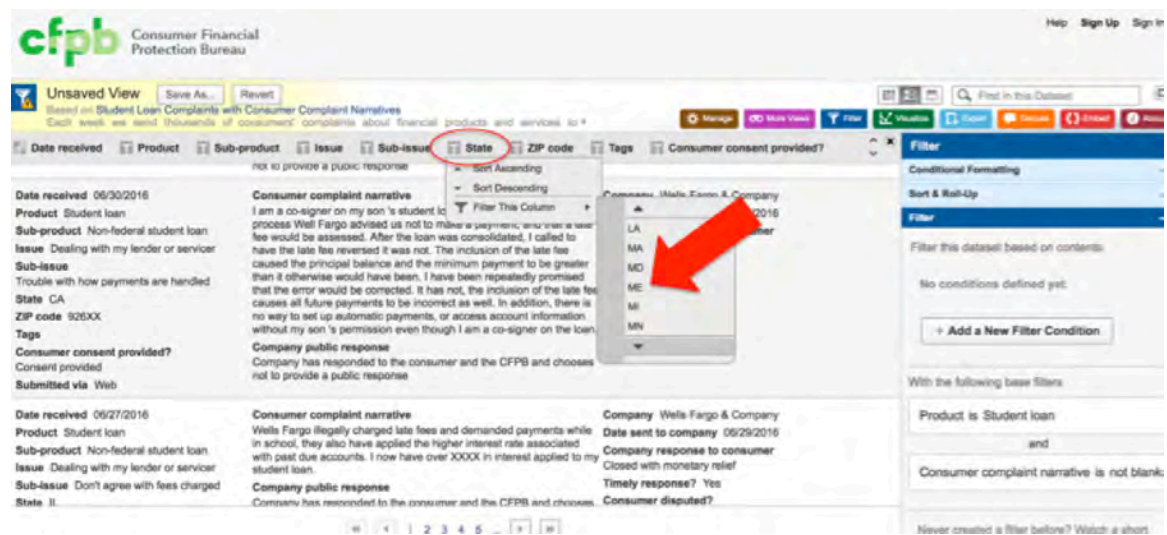 cfpb
Consumer Financial
Protection Bureau
Help Sign Up Sign In
Unsaved View Save As... Revert
Based on Student Loan Complaints with Consumer Complaint Narratives
Each week we send thousands of consumers' complaints about financial products and services to
Find in this Dataset
Manage More Views Filter Visualize Export Discuss Embed
Date received Product Sub-product Issue Sub-issue State ZIP code Tags Consumer consent provided?
not to provide a public response
Sort Ascending
Sort Descending
Filter This Column
LA
MA
MD
ME
MI
MN
Date received 06/30/2016
Product Student loan
Sub-product Non-federal student loan
Issue Dealing with my lender or servicer
Sub-issue
Trouble with how payments are handled
State CA
ZIP code 926XX
Tags
Consumer consent provided?
Consent provided
Submitted via Web
Consumer complaint narrative
I am a co-signer on my son 's student
process Well Fargo advised us not to make a payment, and that a late
fee would be assessed. After the loan was consolidated, I called to
have the late fee reversed it was not. The inclusion of the late fee
caused the principal balance and the minimum payment to be greater
than it otherwise would have been. I have been repeatedly promised
that the error would be corrected. It has not, the inclusion of the late fee
causes all future payments to be incorrect as well. In addition, there is
no way to set up automatic payments, or access account information
without my son 's permission even though I am a co-signer on the loan.
Company public response
Company has responded to the consumer and the CFPB and chooses
not to provide a public response
Company Wells Fargo & Company
2016
Date received 06/27/2016
Product Student loan
Sub-product Non-federal student loan
Issue Dealing with my lender or servicer
Sub-issue Don't agree with fees charged
State IL
Consumer complaint narrative
Wells Fargo illegally charged late fees and demanded payments while
in school, they also have applied the higher interest rate associated
with past due accounts. I now have over XXXX in interest applied to my
student loan.
Company public response
Company has responded to the consumer and the CFPB and chooses
Company Wells Fargo & Company
Date sent to company 06/29/2016
Company response to consumer
Closed with monetary relief
Timely response? Yes
Consumer disputed?
1 2 3 4 5 ...
Filter
Conditional Formatting
Sort & Roll-Up
Filter
Filter this dataset based on contents.
No conditions defined yet.
+ Add a New Filter Condition
With the following base filters
Product is Student loan
and
Consumer complaint narrative is not blank
Never created a filter before? Watch a short